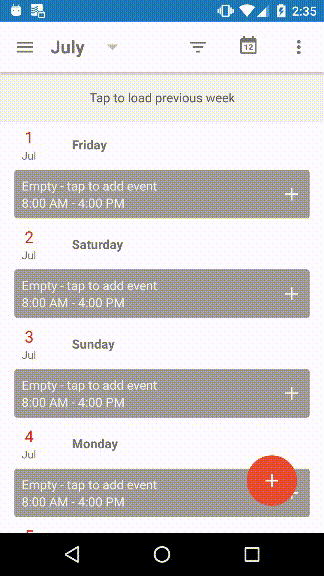 2:35
July
12
Tap to load previous week
1
Jul
Friday
Empty - tap to add event
8:00 AM - 4:00 PM
2
Jul
Saturday
Empty - tap to add event
8:00 AM - 4:00 PM
3
Jul
Sunday
Empty - tap to add event
8:00 AM - 4:00 PM
4
Jul
Monday
Empty - tap to add event
8:00 AM - 4:00 PM